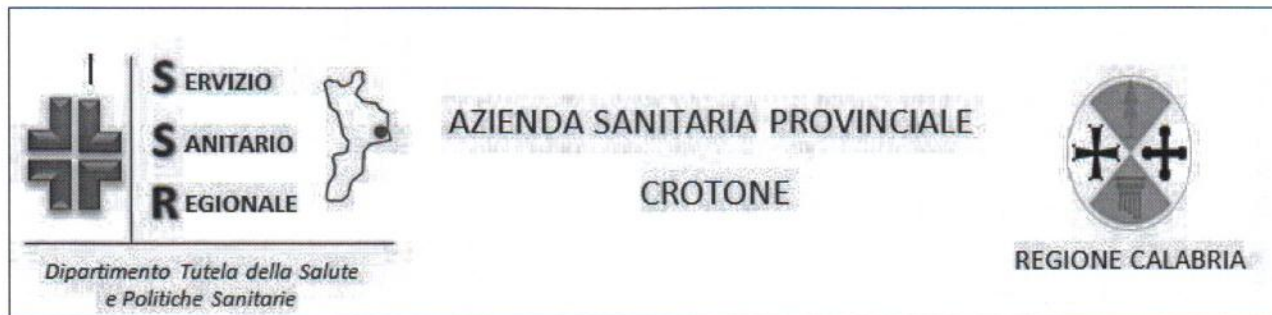 SERVIZIO
SANITARIO
REGIONALE
Dipartimento Tutela della Salute
e Politiche Sanitarie
AZIENDA SANITARIA PROVINCIALE
CROTONE
REGIONE CALABRIA